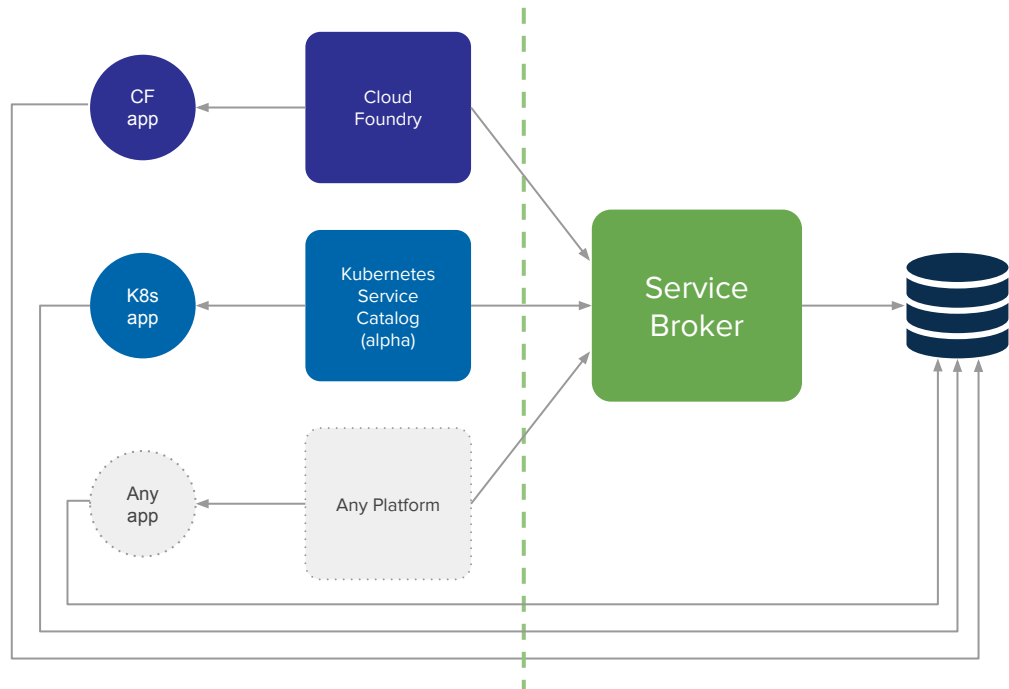 CF
app
Cloud
Foundry
K8s
app
Kubernetes
Service
Catalog
(alpha)
Service
Broker
Any
app
Any Platform